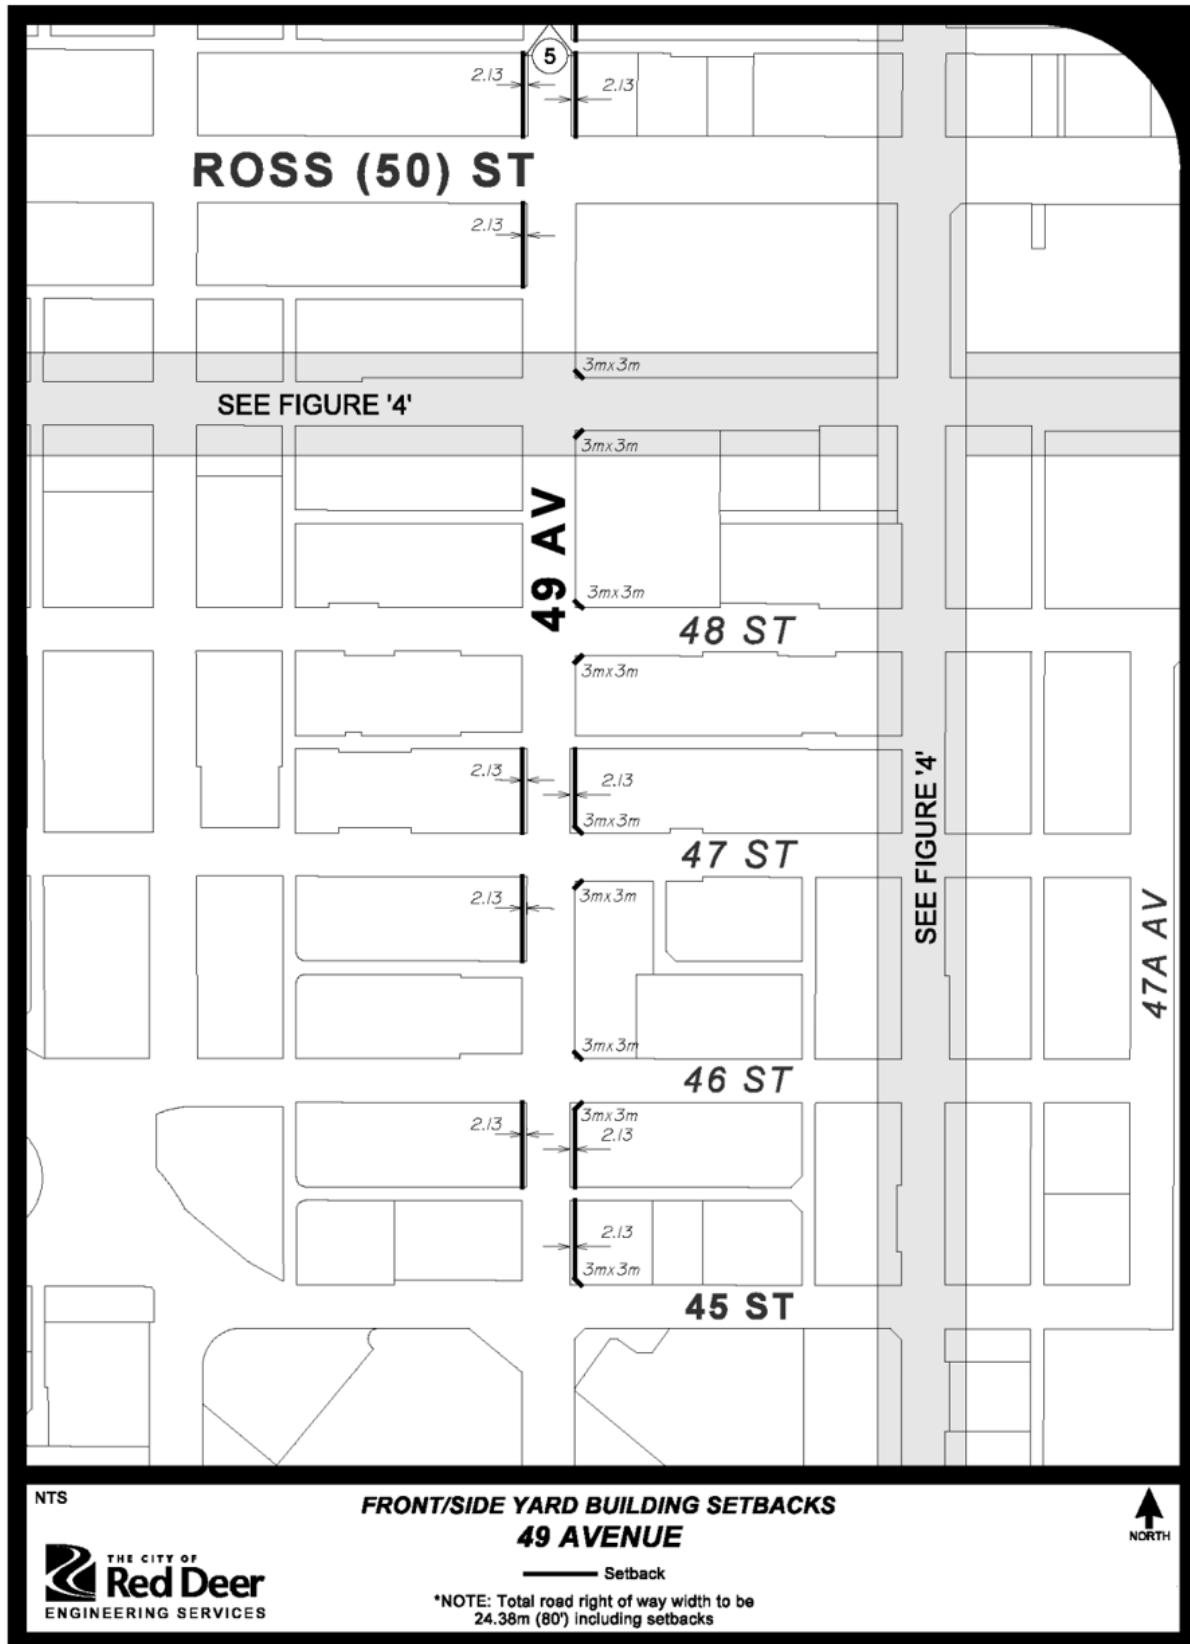 5
2.13
2.13
ROSS (50) ST
2.13
3mx3m
SEE FIGURE '4'
3mx3m
49 AV
3mx3m
48 ST
3mx3m
2.13
2.13
3mx3m
47 ST
SEE FIGURE '4'
2.13
3mx3m
47A AV
3mx3m
46 ST
3mx3m
2.13
2.13
2.13
3mx3m
45 ST
NTS
FRONT/SIDE YARD BUILDING SETBACKS
49 AVENUE
NORTH
Setback
THE CITY OF
Red Deer
ENGINEERING SERVICES
*NOTE: Total road right of way width to be
24.38m (80') including setbacks